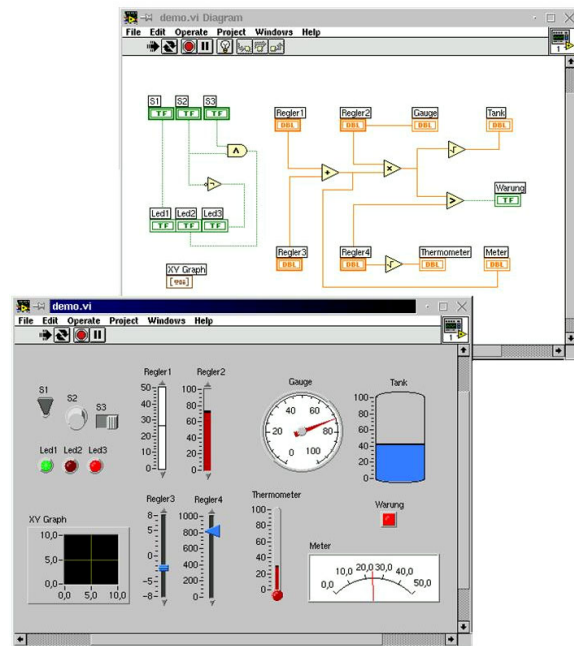 demo.vi Diagram
File Edit Operate Project Windows Help
1
S1 S2 S3
TF TF TF
Regler1 Regler2 Gauge Tank
DBL DBL DBL DBL
Λ
+ × √
¬
> Warung
TF
Led1 Led2 Led3
TF TF TF
Regler3 Regler4 Thermometer Meter
DBL DBL √ DBL DBL
XY Graph
demo.vi
File Edit Operate Project Windows Help
1
S1
S2
S3
Led1 Led2 Led3
Regler1
50
40
30
20
10
0
Regler2
100
80
60
40
20
0
Gauge
0 20 40 60 80 100
Tank
100
80
60
40
20
0
XY Graph
10,0
5,0
0,0
0,0 5,0 10,0
Regler3
8
5
0
-5
-8
Regler4
1000
800
600
400
200
0
Thermometer
100
80
60
40
20
0
Warung
Meter
0,0 10,0 20,0 30,0 40,0 50,0